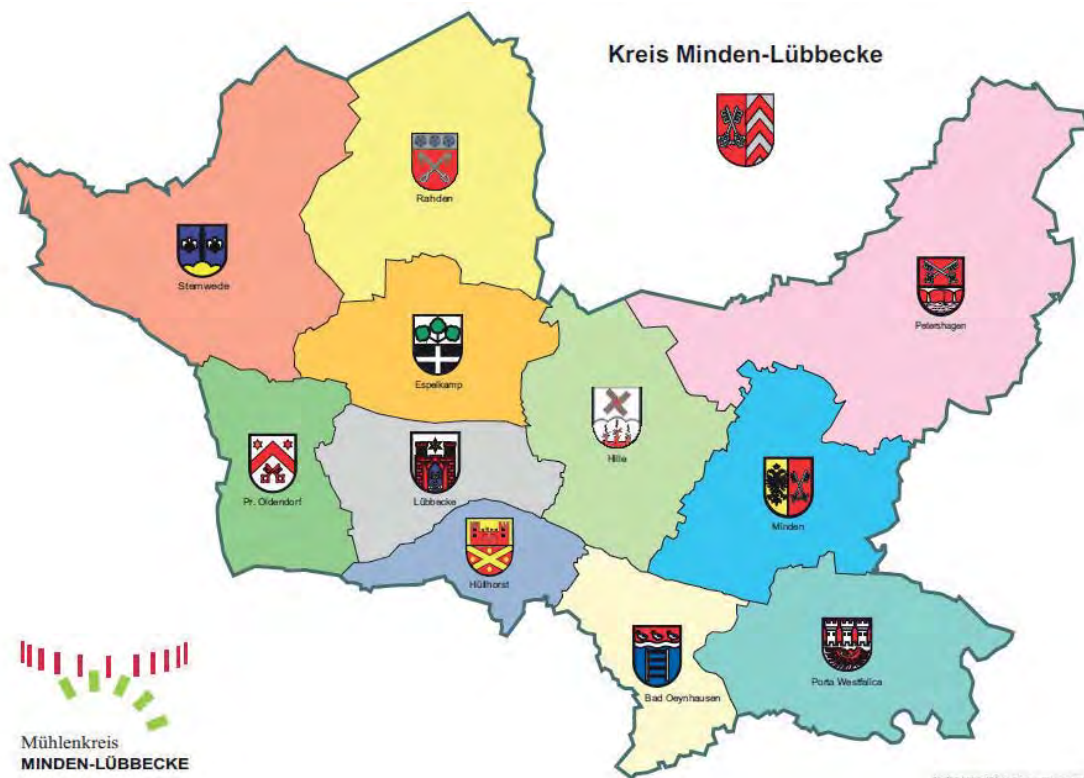 Kreis Minden-Lübbecke
Rahden
Stemwede
Petershagen
Espelkamp
Hille
Pr. Oldendorf
Lübbecke
Minden
Hüllhorst
Bad Oeynhausen
Porta Westfalica
Mühlenkreis
MINDEN-LÜBBECKE